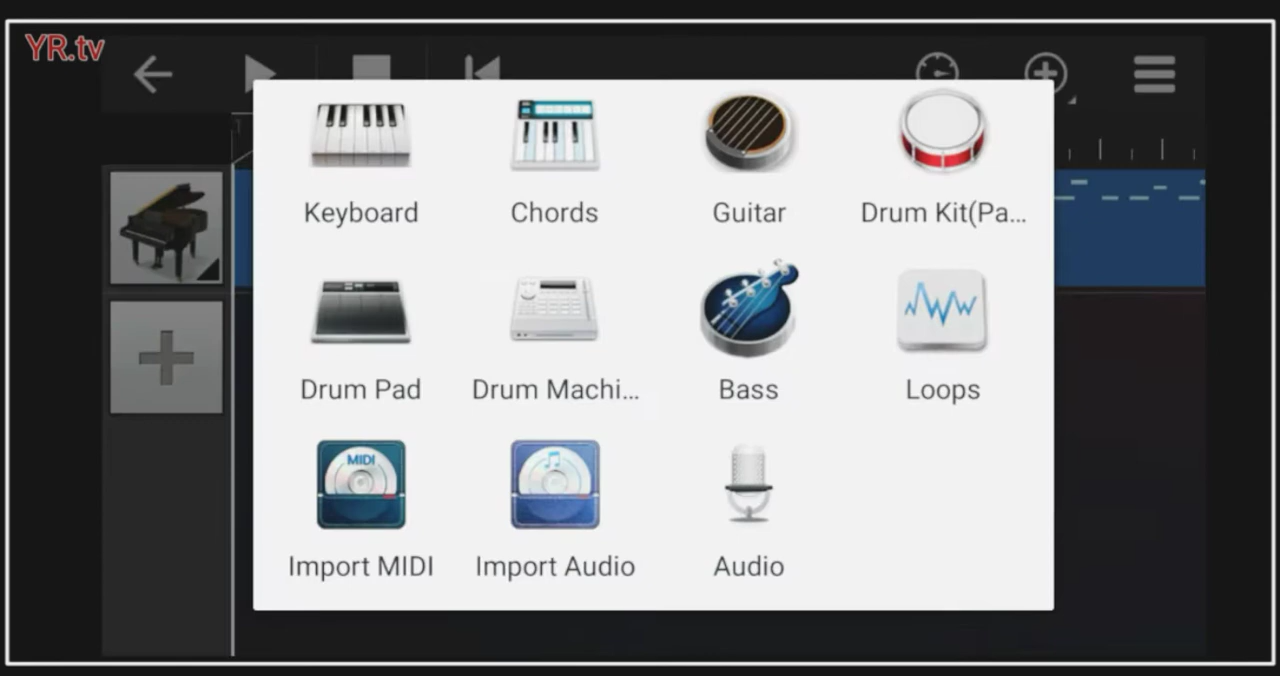 YR.tv
1
Keyboard
Chords
Guitar
Drum Kit(Pa...
Drum Pad
Drum Machi...
Bass
Loops
MIDI
Import MIDI
Import Audio
Audio